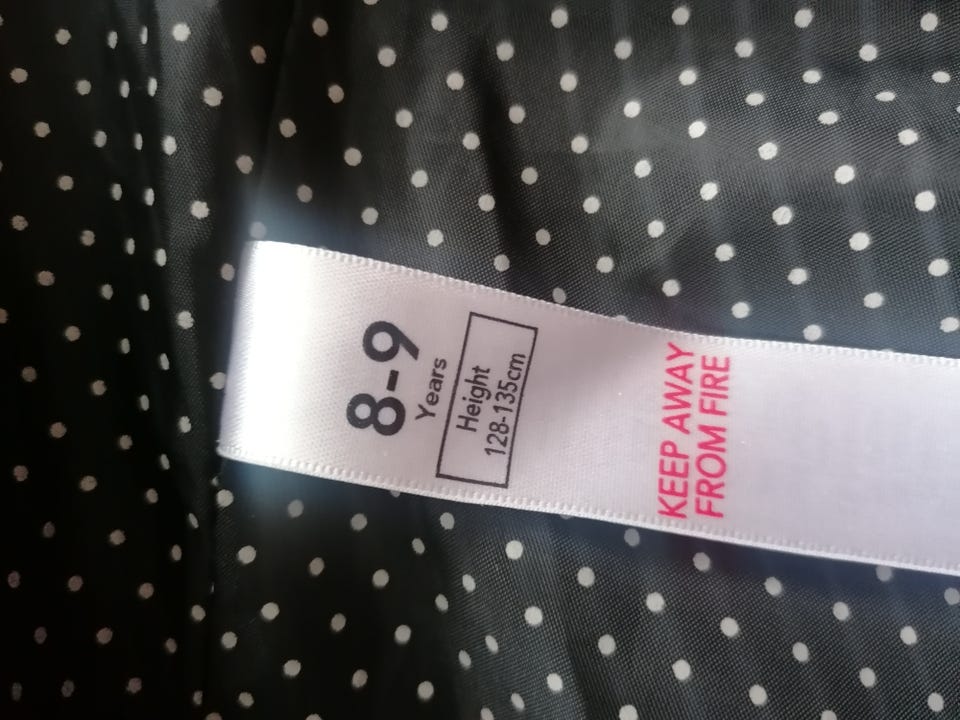 8-9
Years
Height
128-135cm
KEEP AWAY
FROM FIRE